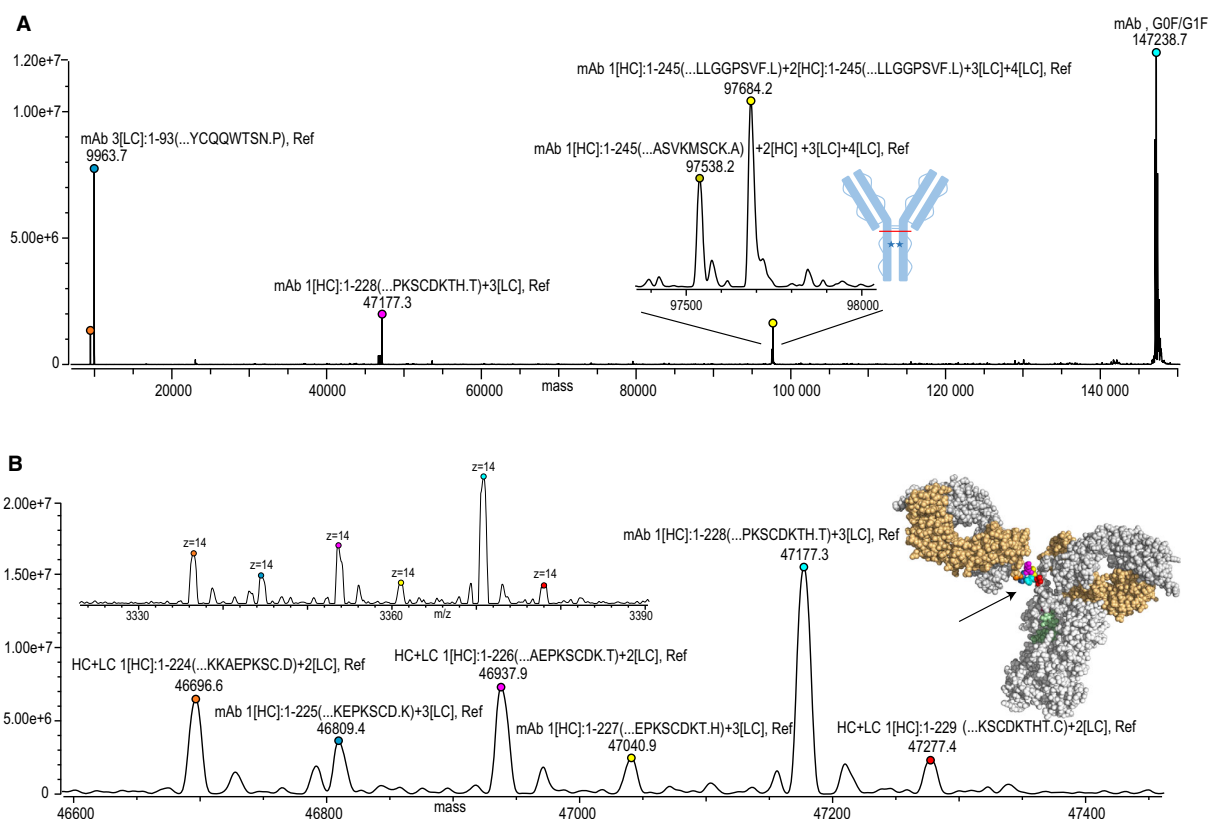 A
mAb , G0F/G1F
147238.7
1.20e+7
mAb 1[HC]:1-245(...LLGGPSVF.L)+2[HC]:1-245(...LLGGPSVF.L)+3[LC]+4[LC], Ref
97684.2
1.00e+7
mAb 3[LC]:1-93(...YCQQWTSN.P), Ref
9963.7
mAb 1[HC]:1-245(...ASVKMSCK.A) +2[HC] +3[LC]+4[LC], Ref
97538.2
★★
5.00e+6
mAb 1[HC]:1-228(...PKSCDKTH.T)+3[LC], Ref
47177.3
97500 98000
0
20000 40000 60000 mass 80000 100 000 120 000 140 000
B
z=14
2.00e+7
z=14 z=14 z=14 z=14 z=14
mAb 1[HC]:1-228(...PKSCDKTH.T)+3[LC], Ref
47177.3
1.50e+7
3330 3360 m/z 3390
1.00e+7
HC+LC 1[HC]:1-224(...KKAEPKSC.D)+2[LC], Ref
46696.6
HC+LC 1[HC]:1-226(...AEPKSCDK.T)+2[LC], Ref
46937.9
5.00e+6
mAb 1[HC]:1-225(...KEPKSCD.K)+3[LC], Ref
46809.4
mAb 1[HC]:1-227(...EPKSCDKT.H)+3[LC], Ref
47040.9
HC+LC 1[HC]:1-229 (...KSCDKTHT.C)+2[LC], Ref
47277.4
0
46600 46800 mass 47000 47200 47400